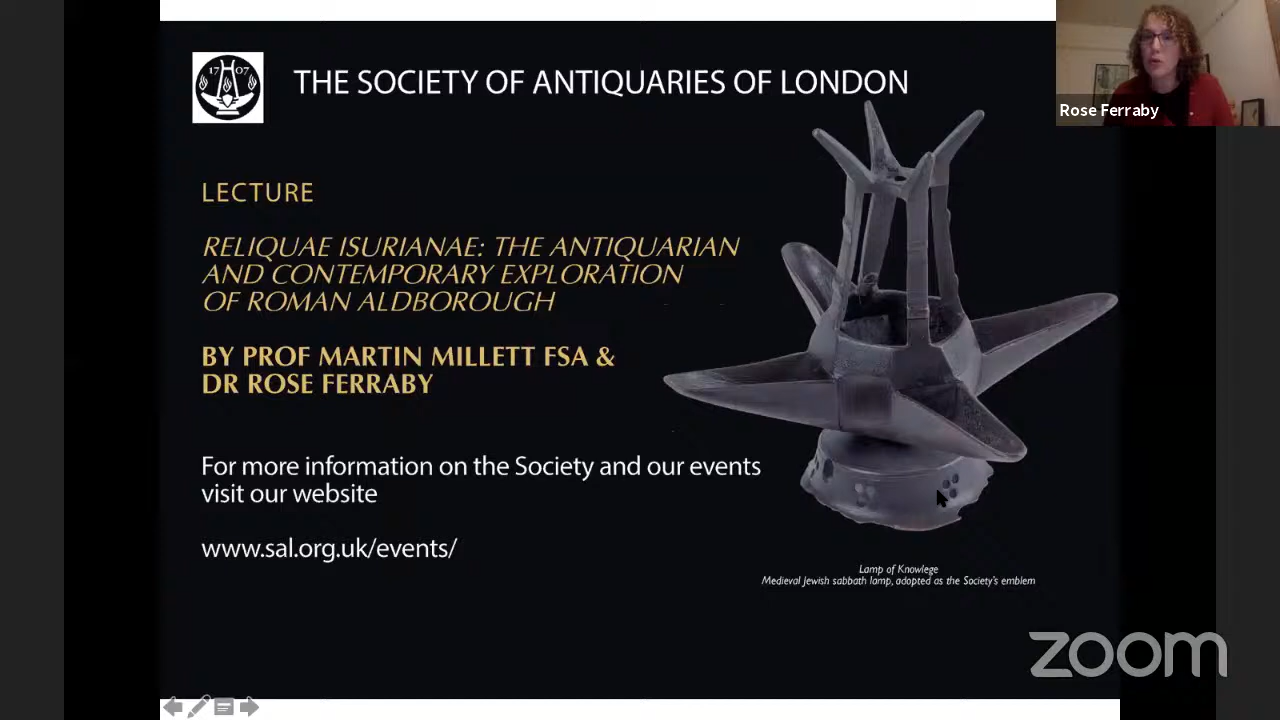 1707
THE SOCIETY OF ANTIQUARIES OF LONDON
Rose Ferraby
LECTURE
RELIQUAE ISURIANAE: THE ANTIQUARIAN
AND CONTEMPORARY EXPLORATION
OF ROMAN ALDBOROUGH
BY PROF MARTIN MILLETT FSA &
DR ROSE FERRABY
For more information on the Society and our events
visit our website
www.sal.org.uk/events/
Lamp of Knowlege
Medieval Jewish sabbath lamp, adopted as the Society's emblem
zoom